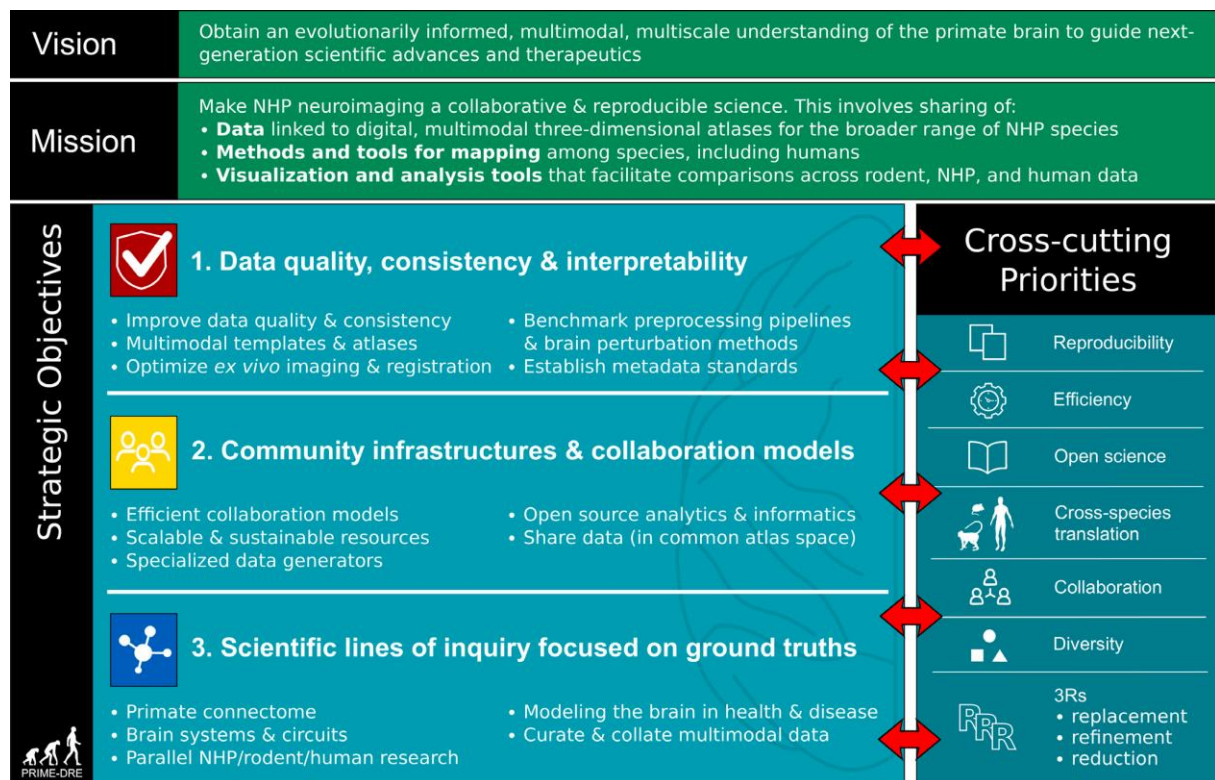 Vision
Obtain an evolutionarily informed, multimodal, multiscale understanding of the primate brain to guide next-
generation scientific advances and therapeutics
Mission
Make NHP neuroimaging a collaborative & reproducible science. This involves sharing of:
• Data linked to digital, multimodal three-dimensional atlases for the broader range of NHP species
• Methods and tools for mapping among species, including humans
• Visualization and analysis tools that facilitate comparisons across rodent, NHP, and human data
Strategic Objectives
1. Data quality, consistency & interpretability
• Improve data quality & consistency
• Multimodal templates & atlases
• Optimize ex vivo imaging & registration
• Benchmark preprocessing pipelines
& brain perturbation methods
• Establish metadata standards
2. Community infrastructures & collaboration models
• Efficient collaboration models
• Scalable & sustainable resources
• Specialized data generators
• Open source analytics & informatics
• Share data (in common atlas space)
3. Scientific lines of inquiry focused on ground truths
• Primate connectome
• Brain systems & circuits
• Parallel NHP/rodent/human research
• Modeling the brain in health & disease
• Curate & collate multimodal data
PRIME-DRE
Cross-cutting
Priorities
Reproducibility
Efficiency
Open science
Cross-species
translation
Collaboration
Diversity
RRR
3Rs
• replacement
• refinement
• reduction